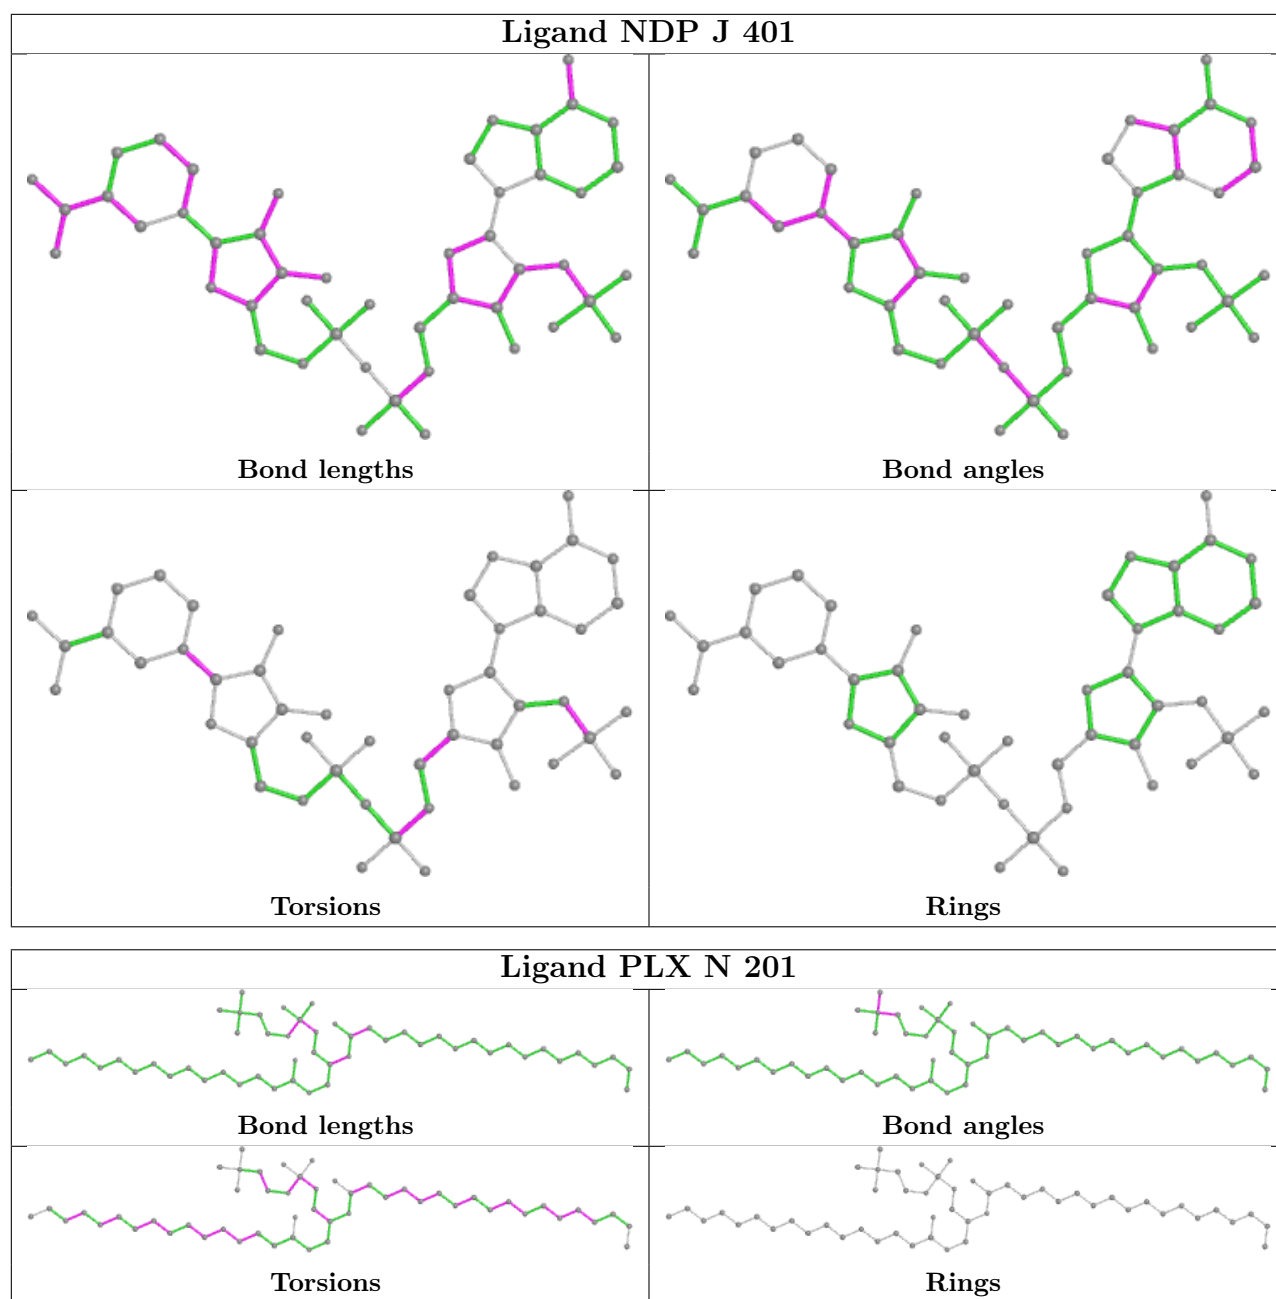 Ligand NDP J 401
Bond lengths
Bond angles
Torsions
Rings
Ligand PLX N 201
Bond lengths
Bond angles
Torsions
Rings